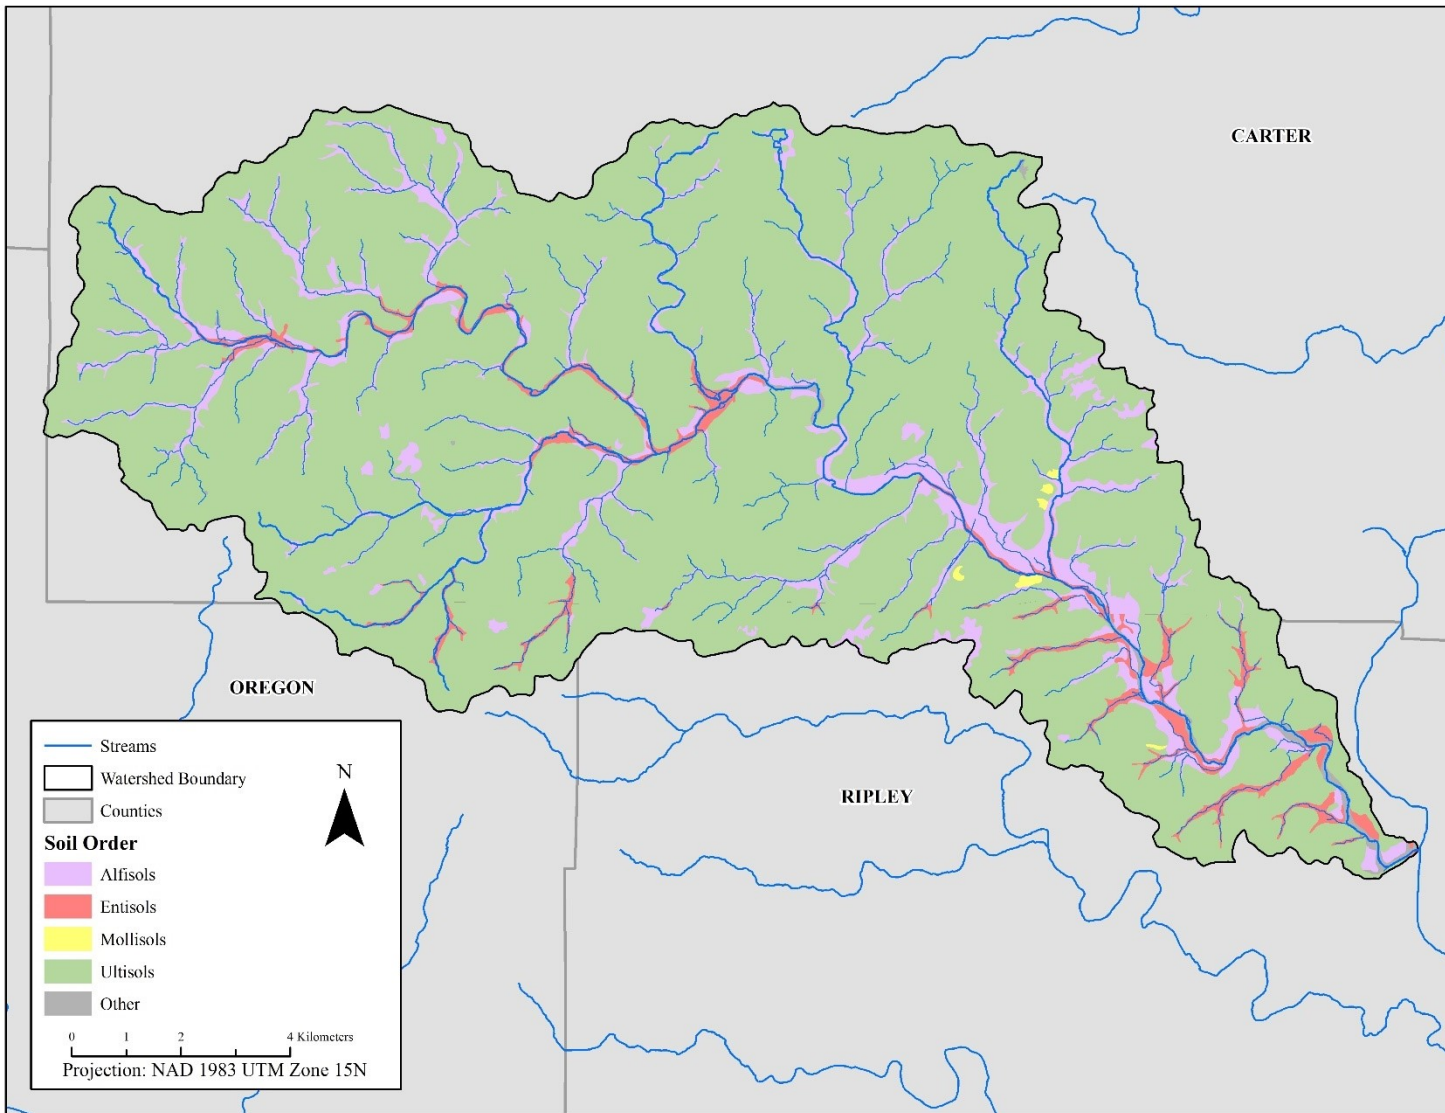 CARTER
OREGON
RIPLEY
Streams
Watershed Boundary
Counties
N
Soil Order
Alfisols
Entisols
Mollisols
Ultisols
Other
0 1 2 4 Kilometers
Projection: NAD 1983 UTM Zone 15N